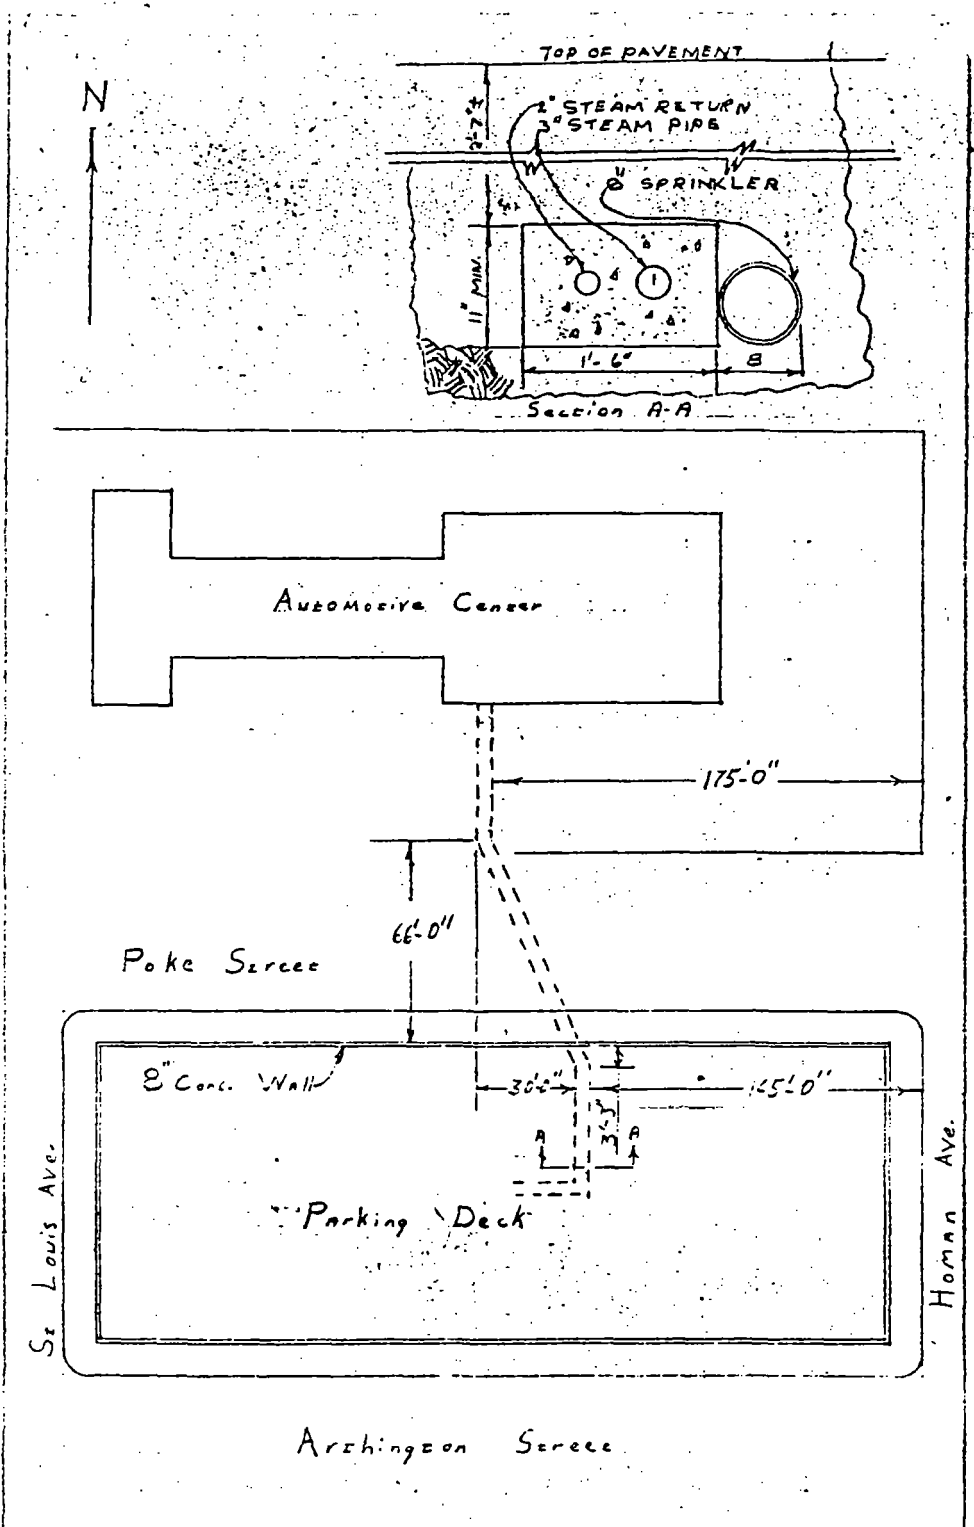 N
TOP OF PAVEMENT
2" STEAM RETURN
3" STEAM PIPE
8" SPRINKLER
11" MIN.
1'-6"
8
Section A-A
Automotive Center
175'-0"
66'-0"
Poke Street
8" Conc. Wall
30'-0"
165'-0"
3'-3"
A
A
Parking Deck
St Louis Ave.
Homan Ave.
Arthington Street